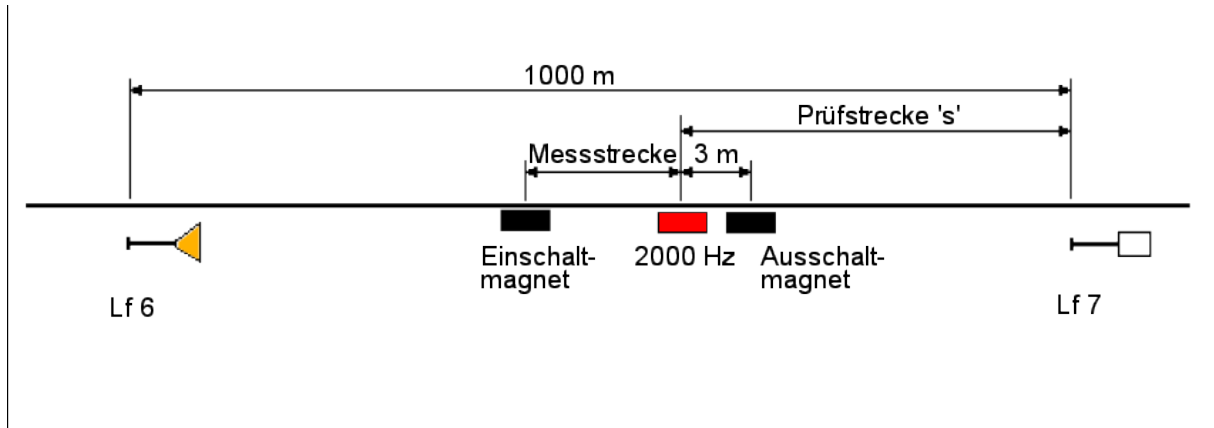 1000 m
Prüfstrecke 's'
Messstrecke
3 m
Einschalt-
magnet
2000 Hz
Ausschalt-
magnet
Lf 6
Lf 7